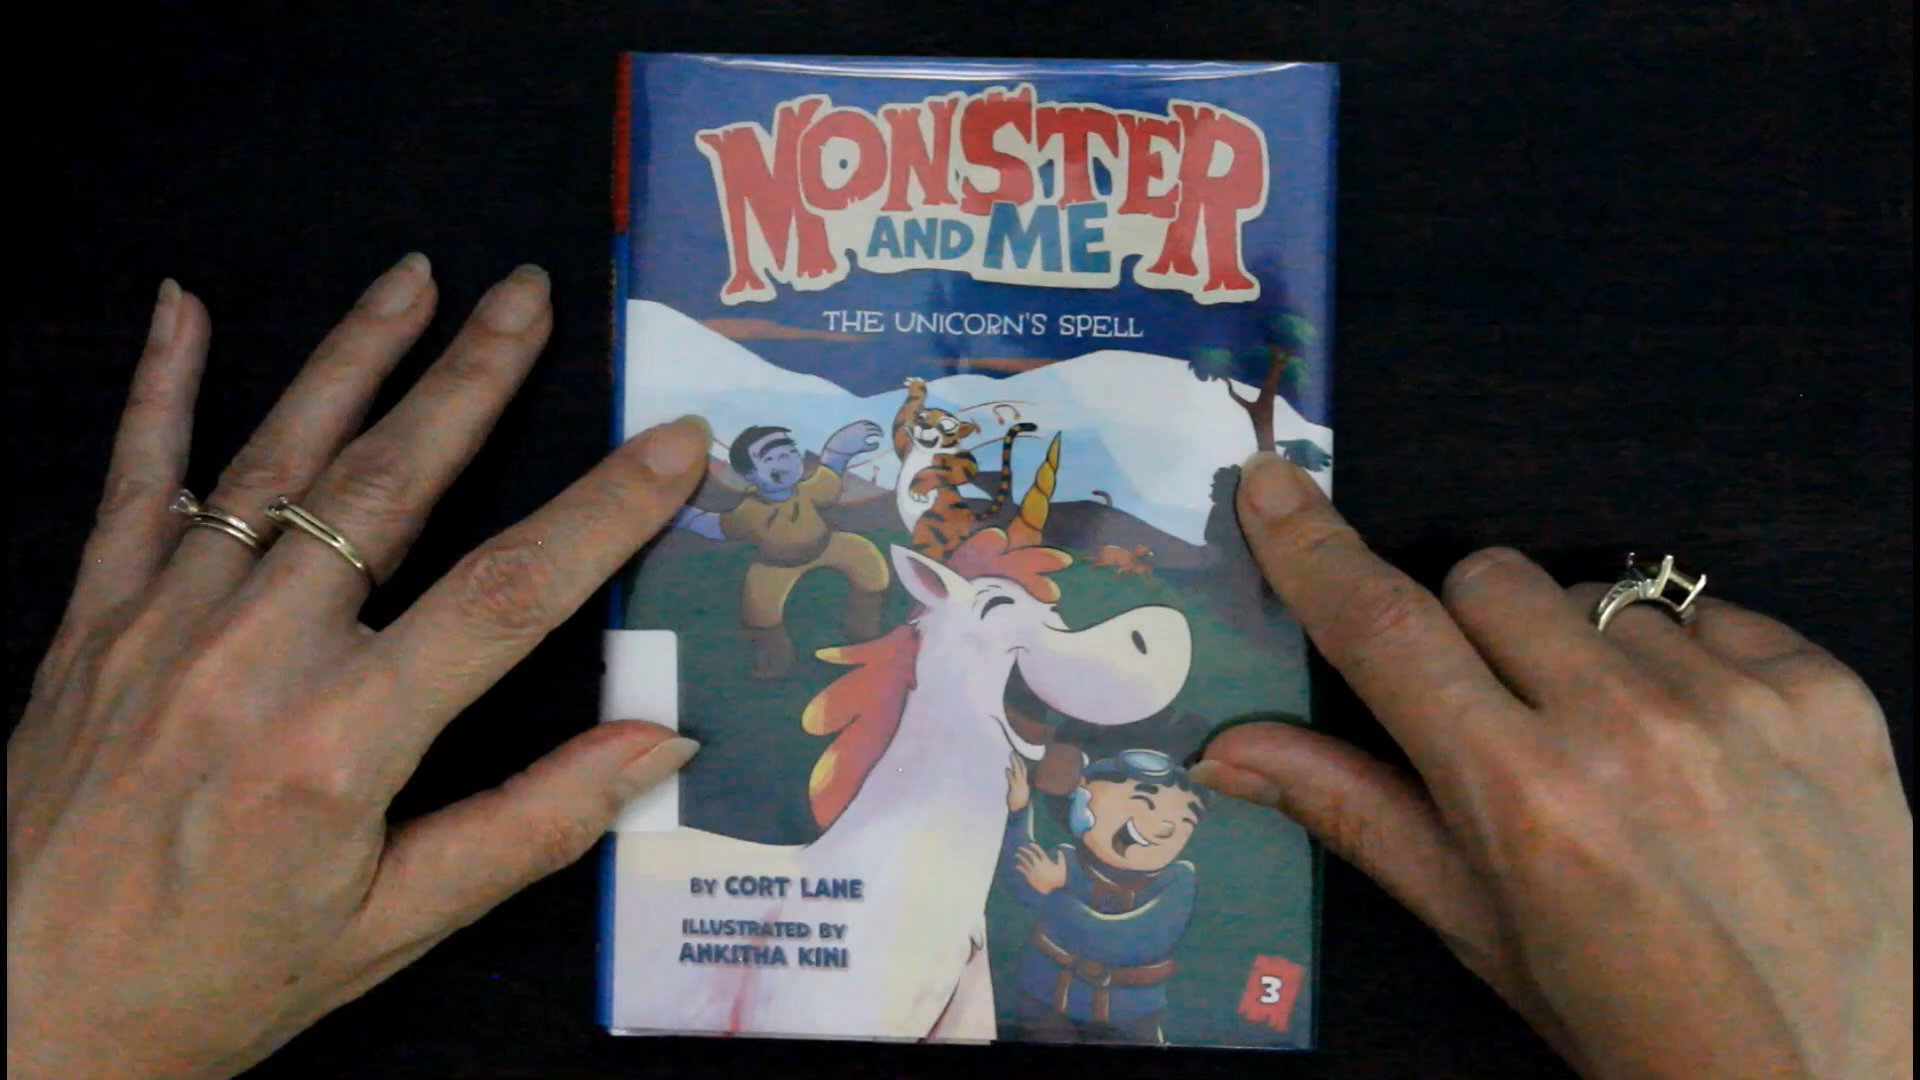 MONSTER
AND ME
THE UNICORN'S SPELL
BY CORT LANE
ILLUSTRATED BY
ANKITHA KINI
3